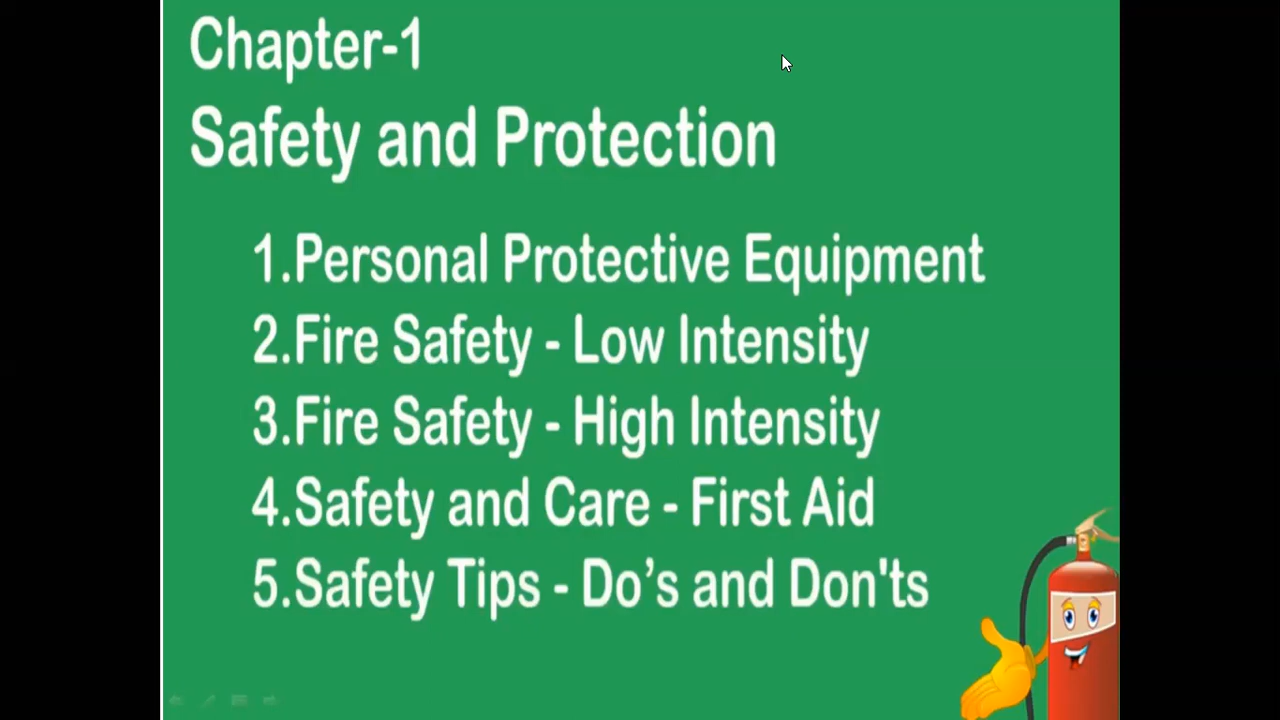 Chapter-1
Safety and Protection
1.Personal Protective Equipment
2.Fire Safety - Low Intensity
3.Fire Safety - High Intensity
4.Safety and Care - First Aid
5.Safety Tips - Do’s and Don'ts